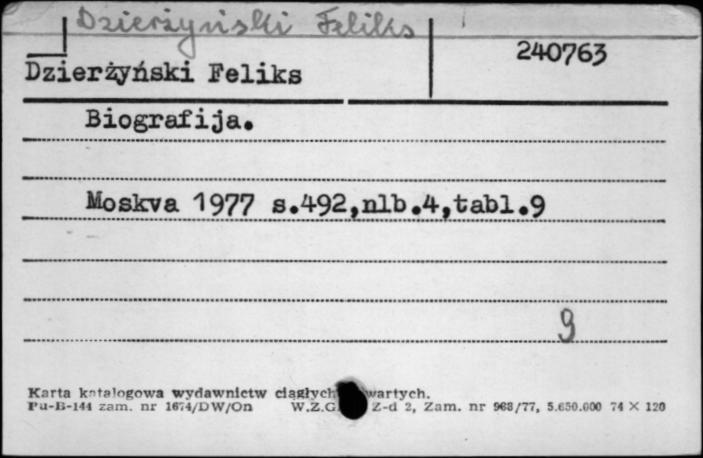 Dzierżyński Feliks
240763
Dzierżyński Feliks
Biografija.
Moskva 1977 s.492,nlb.4,tabl.9
9
Karta katalogowa wydawnictw ciągłych wartych.
Pu-B-144 zam. nr 1674/DW/On W.Z.G. Z-d 2, Zam. nr 968/77, 5.650.000 74 X 120